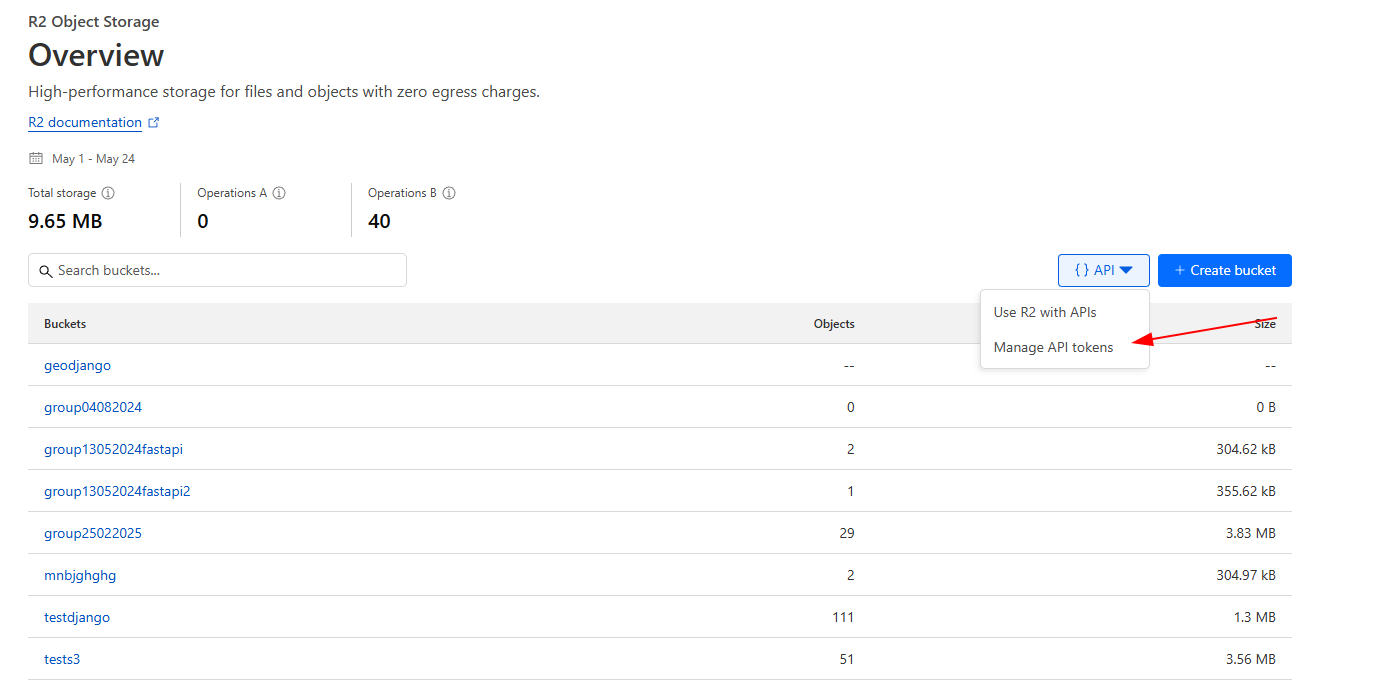 R2 Object Storage
Overview
High-performance storage for files and objects with zero egress charges.
R2 documentation
May 1 - May 24
Total storage
Operations A
Operations B
9.65 MB
0
40
Search buckets...
{ } API
+ Create bucket
Use R2 with APIs
Manage API tokens
Buckets Objects Size
geodjango -- --
group04082024 0 0 B
group13052024fastapi 2 304.62 kB
group13052024fastapi2 1 355.62 kB
group25022025 29 3.83 MB
mnbjghghg 2 304.97 kB
testdjango 111 1.3 MB
tests3 51 3.56 MB